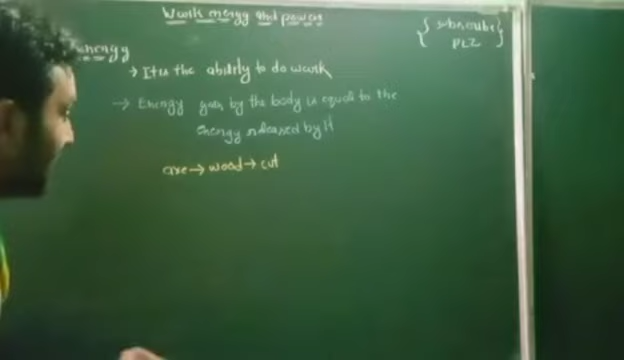 Work energy and powers
{ subscribe }
PLZ
energy
→ It is the ability to do work
→ Energy gain by the body is equal to the
energy released by it
axe → wood → cut